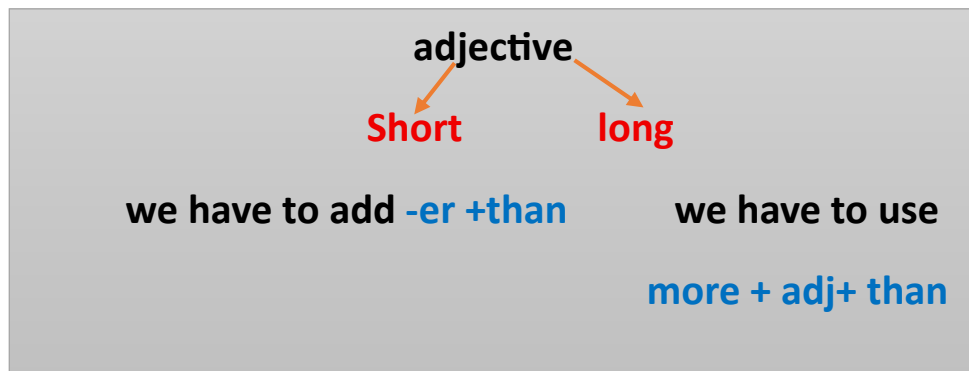 adjective
Short long
we have to add -er +than we have to use
more + adj+ than